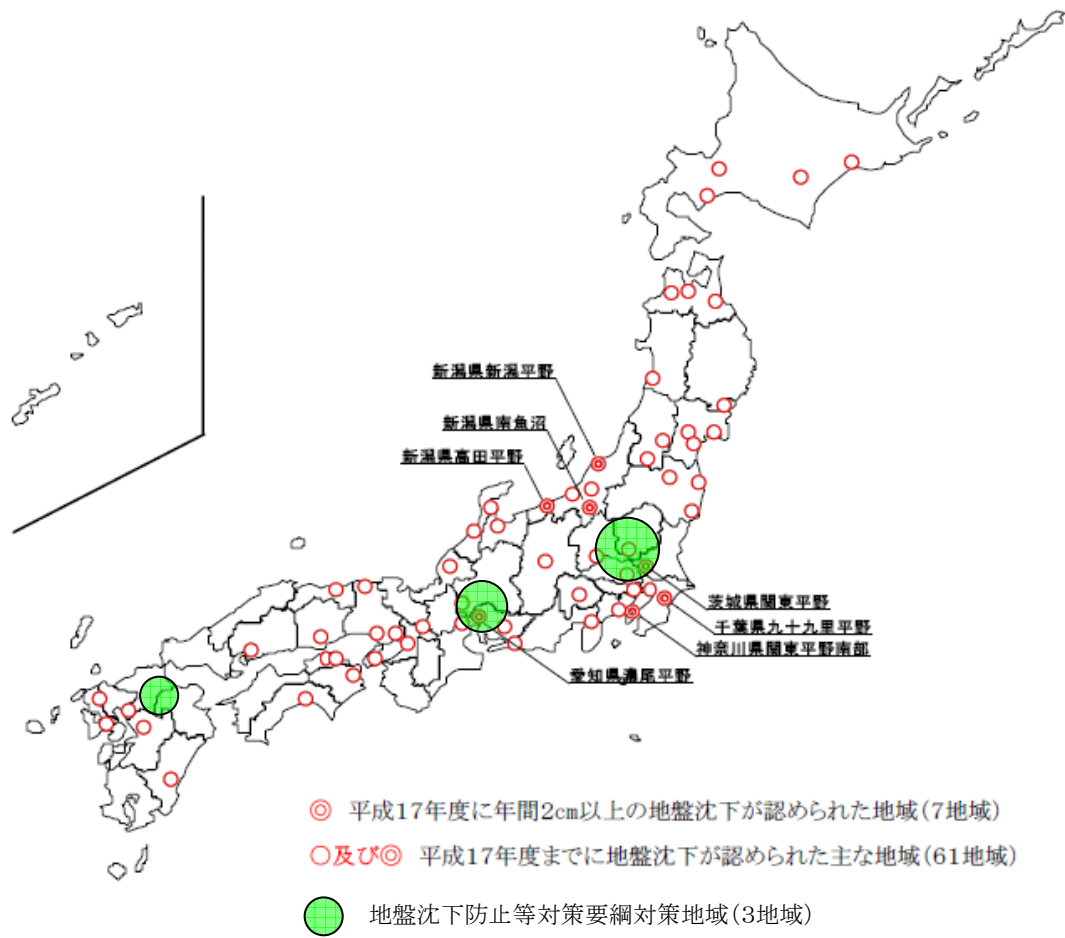 新潟県新潟平野
新潟県南魚沼
新潟県高田平野
茨城県関東平野
千葉県九十九里平野
神奈川県関東平野南部
愛知県濃尾平野
◎ 平成17年度に年間2cm以上の地盤沈下が認められた地域(7地域)
○及び◎ 平成17年度までに地盤沈下が認められた主な地域(61地域)
地盤沈下防止等対策要綱対策地域(3地域)